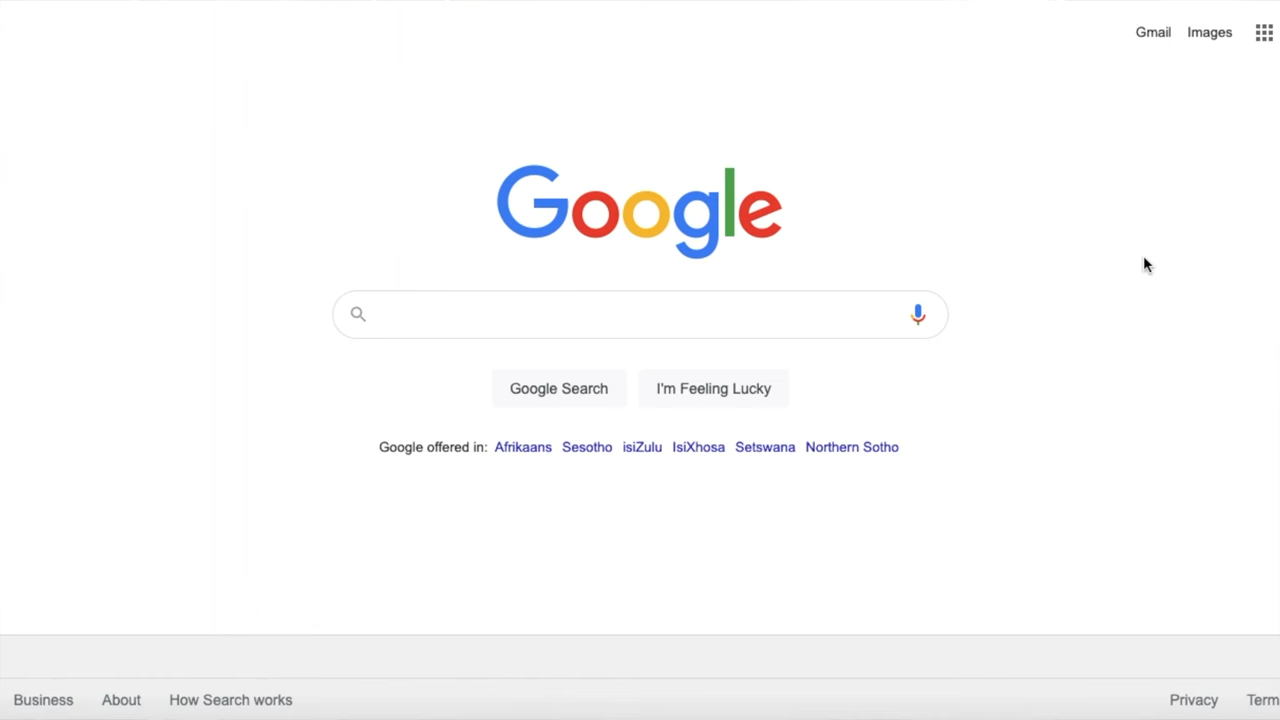 Gmail Images
Google
Google Search I'm Feeling Lucky
Google offered in: Afrikaans Sesotho isiZulu IsiXhosa Setswana Northern Sotho
Business About How Search works Privacy Term